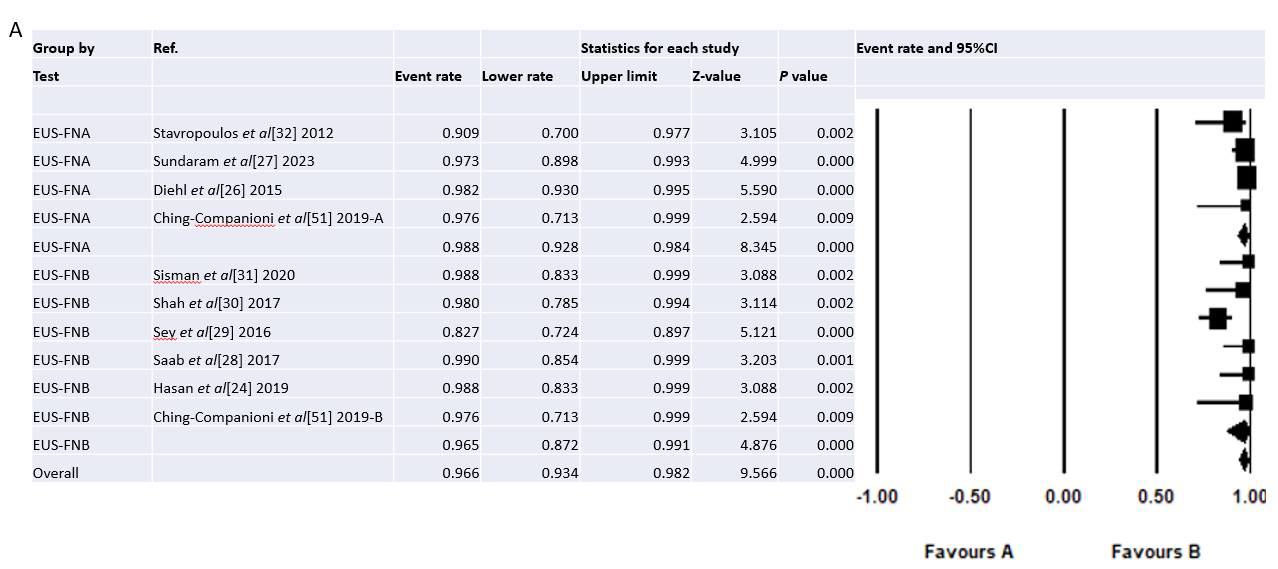 A
Group by Ref. Statistics for each study Event rate and 95%CI
Test Event rate Lower rate Upper limit Z-value P value
EUS-FNA Stavropoulos et al[32] 2012 0.909 0.700 0.977 3.105 0.002
EUS-FNA Sundaram et al[27] 2023 0.973 0.898 0.993 4.999 0.000
EUS-FNA Diehl et al[26] 2015 0.982 0.930 0.995 5.590 0.000
EUS-FNA Ching-Companioni et al[51] 2019-A 0.976 0.713 0.999 2.594 0.009
EUS-FNA 0.988 0.928 0.984 8.345 0.000
EUS-FNB Sisman et al[31] 2020 0.988 0.833 0.999 3.088 0.002
EUS-FNB Shah et al[30] 2017 0.980 0.785 0.994 3.114 0.002
EUS-FNB Sey et al[29] 2016 0.827 0.724 0.897 5.121 0.000
EUS-FNB Saab et al[28] 2017 0.990 0.854 0.999 3.203 0.001
EUS-FNB Hasan et al[24] 2019 0.988 0.833 0.999 3.088 0.002
EUS-FNB Ching-Companioni et al[51] 2019-B 0.976 0.713 0.999 2.594 0.009
EUS-FNB 0.965 0.872 0.991 4.876 0.000
Overall 0.966 0.934 0.982 9.566 0.000
-1.00 -0.50 0.00 0.50 1.00
Favours A Favours B